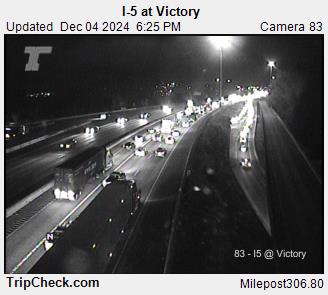 I-5 at Victory
Updated Dec 04 2024 6:25 PM Camera 83
T
N
83 - I5 @ Victory
TripCheck.com Milepost306.80